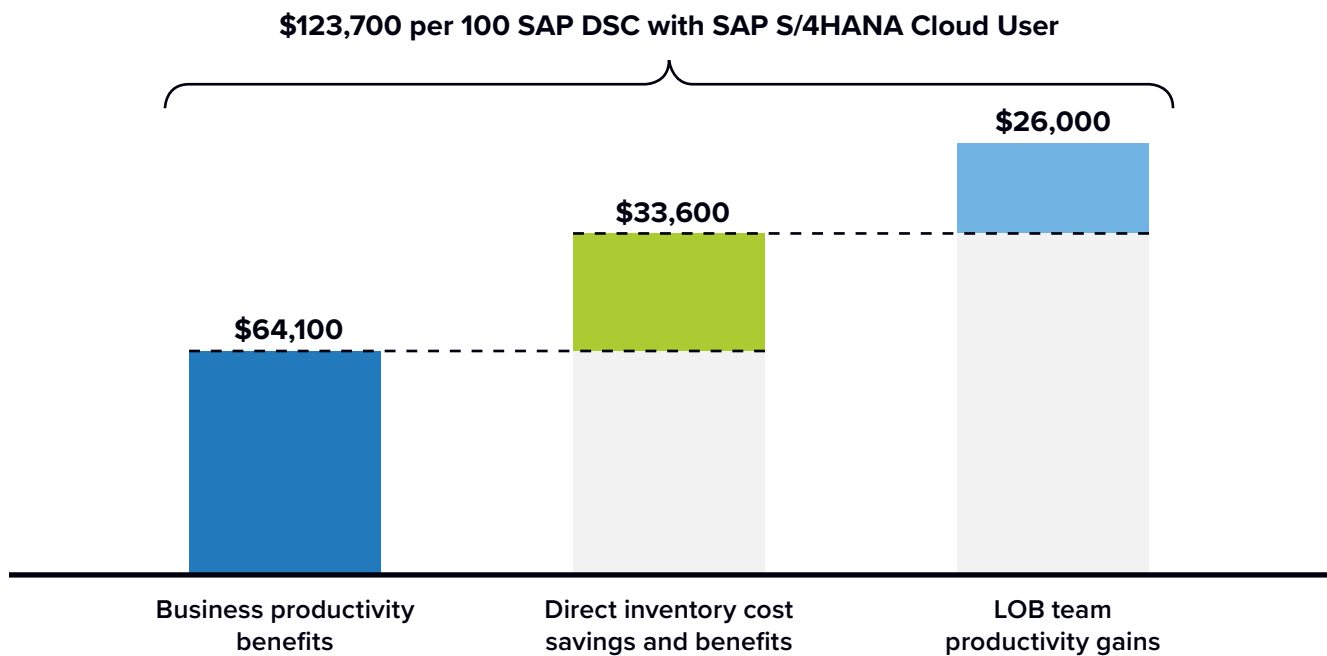 $123,700 per 100 SAP DSC with SAP S/4HANA Cloud User
$26,000
$33,600
$64,100
Business productivity
benefits
Direct inventory cost
savings and benefits
LOB team
productivity gains